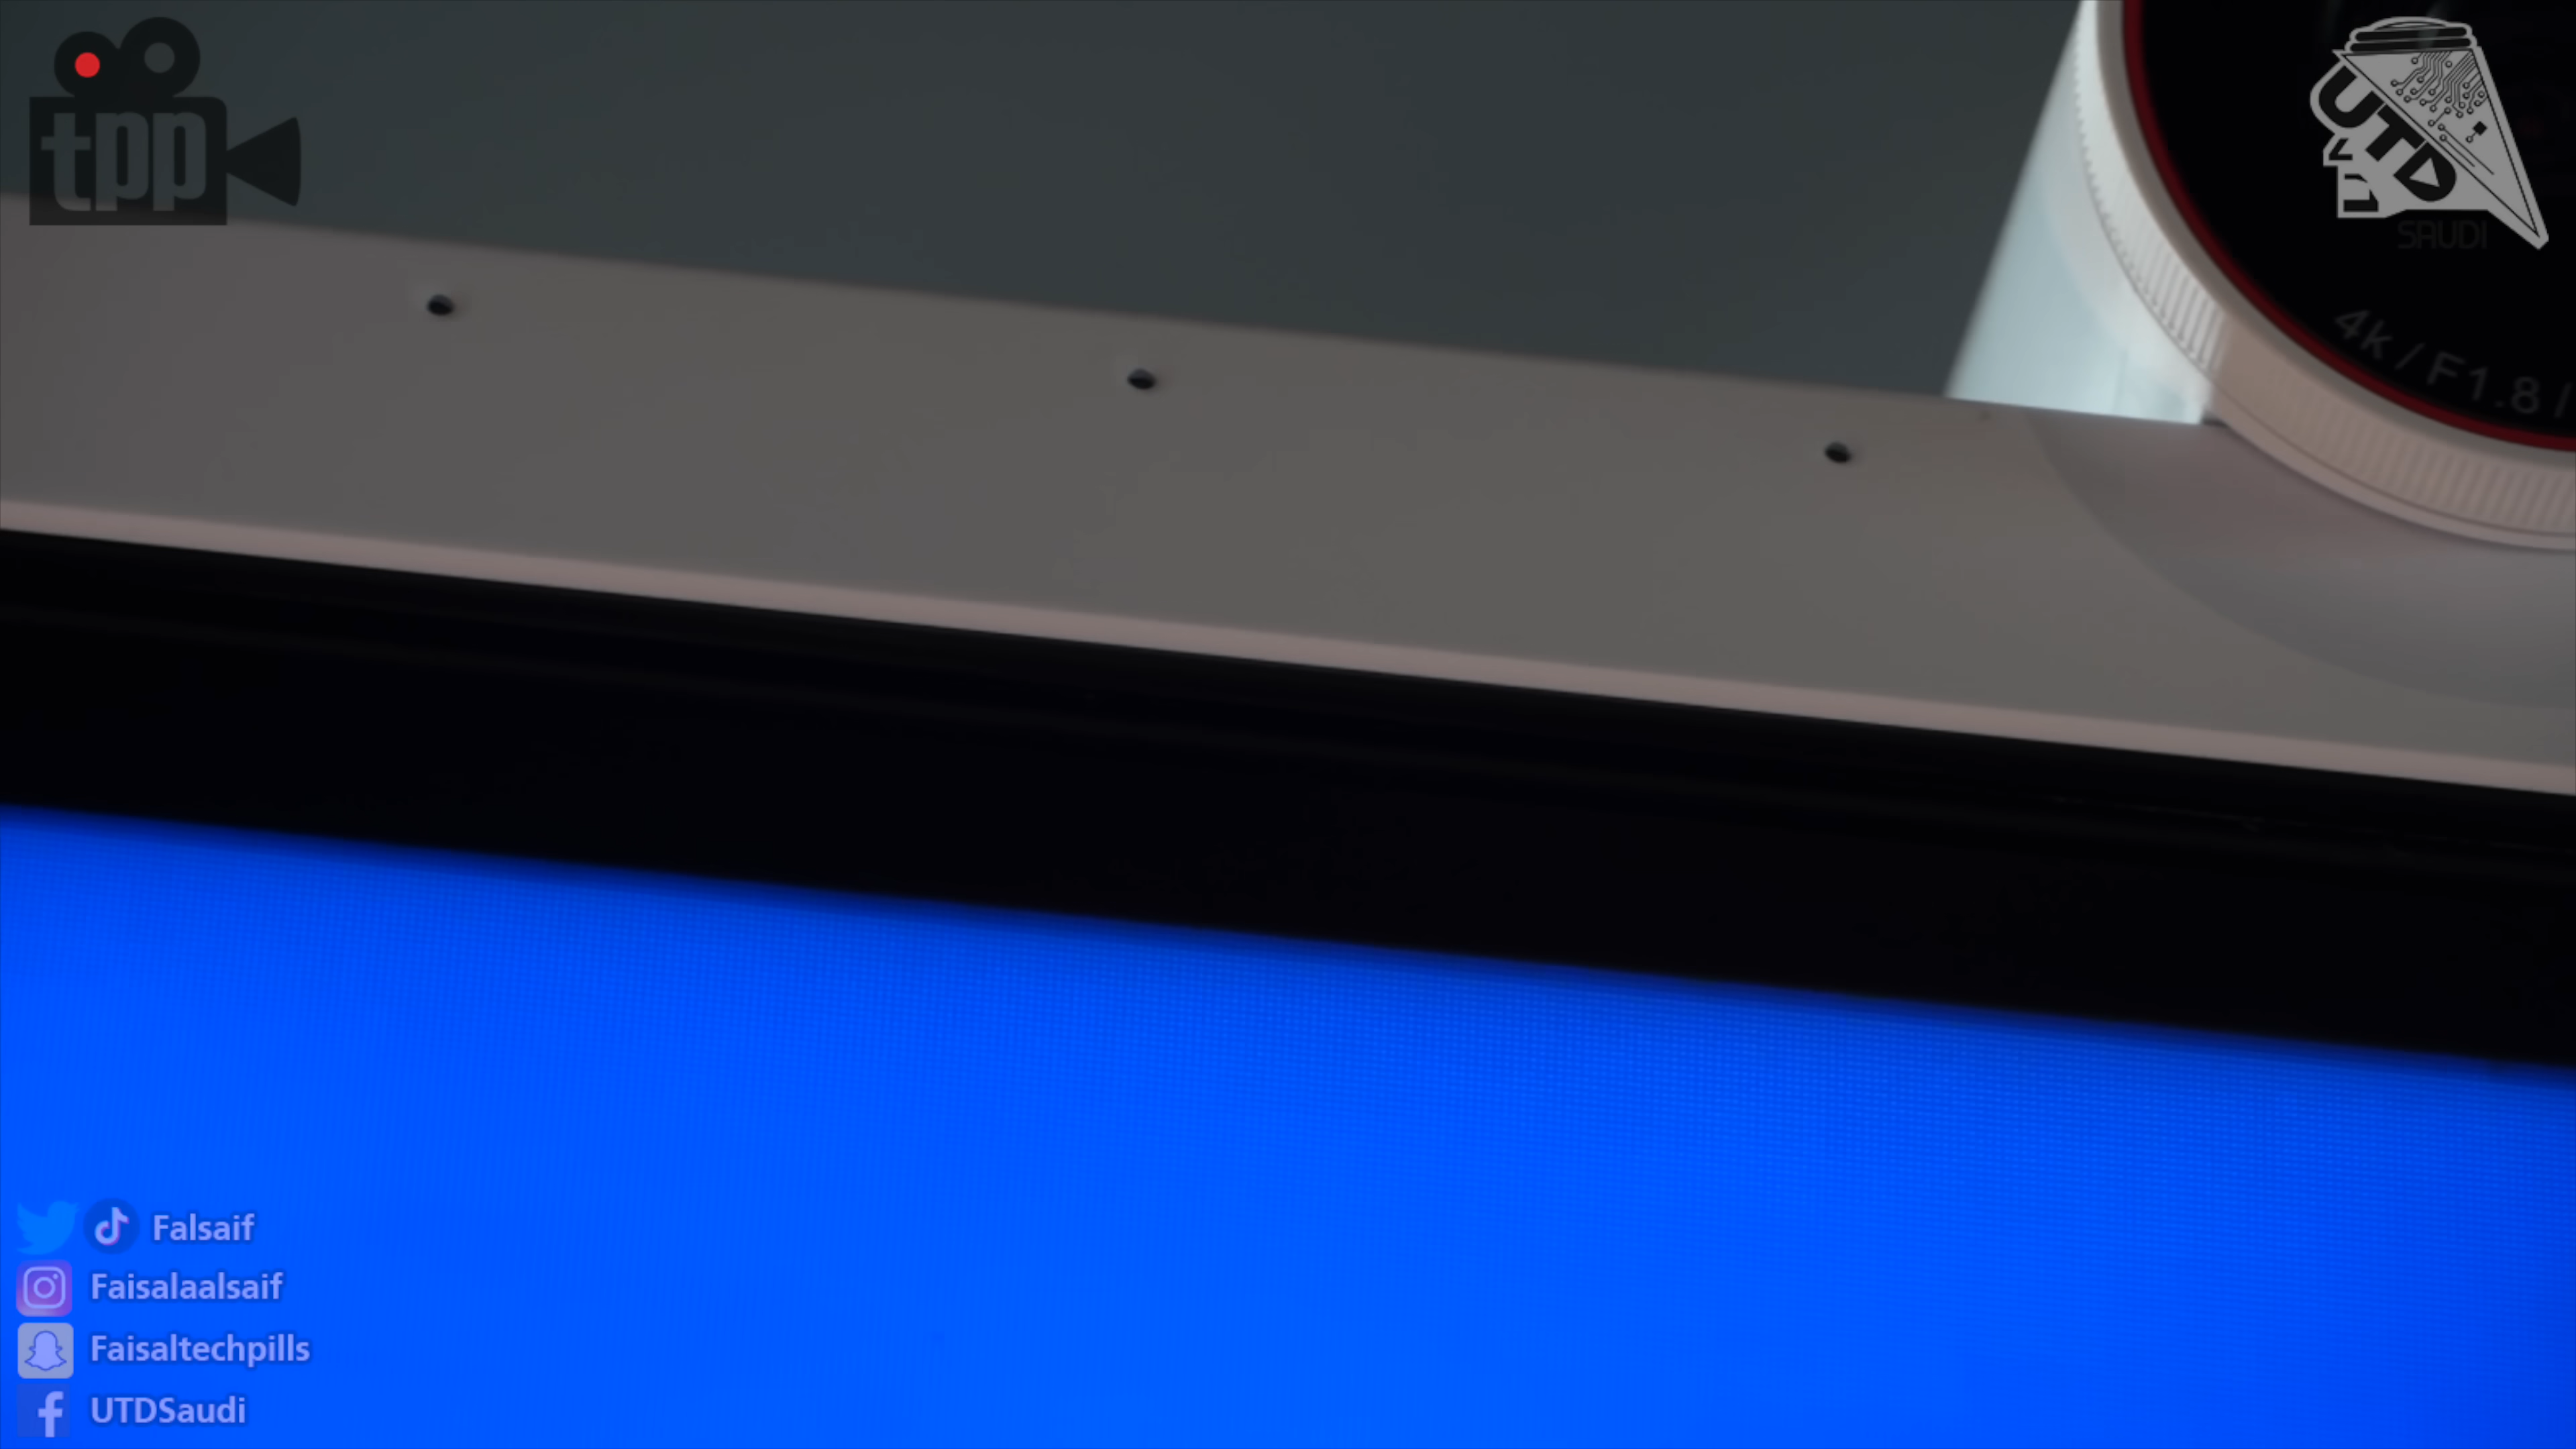 tpp
UTD
SAUDI
4k / F1.8 /
Falsaif
Faisalaalsaif
Faisaltechpills
UTDSaudi